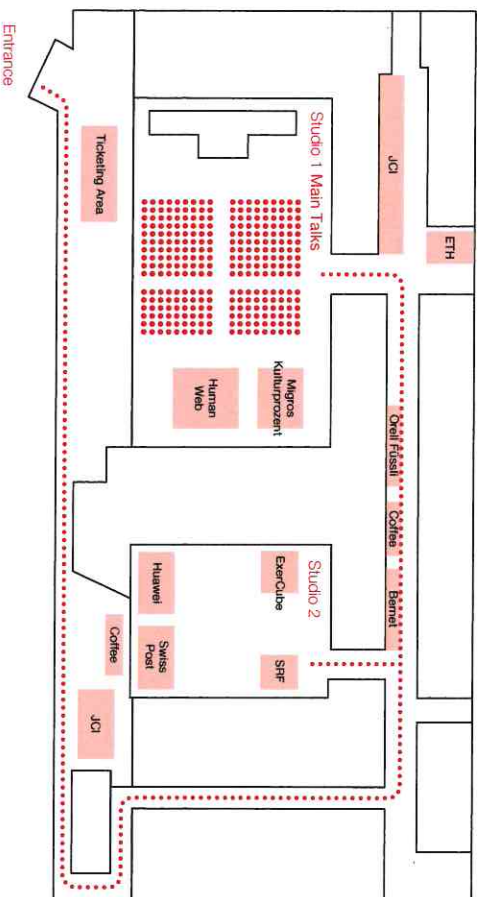 Entrance
Ticketing Area
Studio 1 Main Talks
JCI
ETH
Migros
Kulturprozent
Human
Web
Orell Füssli
Coffee
Bernet
Studio 2
ExerCube
SRF
Huawei
Swiss
Post
Coffee
JCI